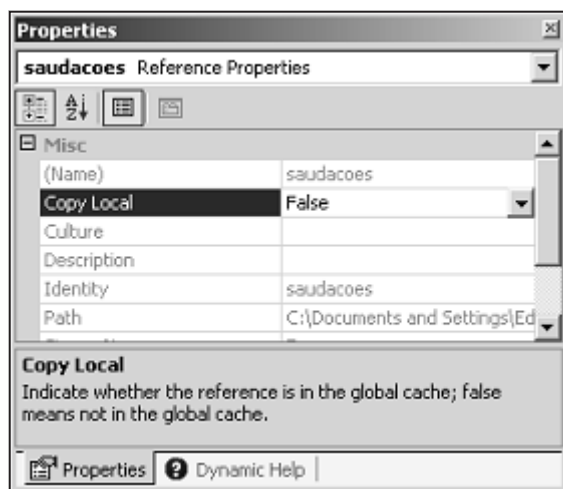 Properties
saudacoes Reference Properties
Misc
(Name) saudacoes
Copy Local False
Culture
Description
Identity saudacoes
Path C:\Documents and Settings\Ed
Copy Local
Indicate whether the reference is in the global cache; false
means not in the global cache.
Properties Dynamic Help